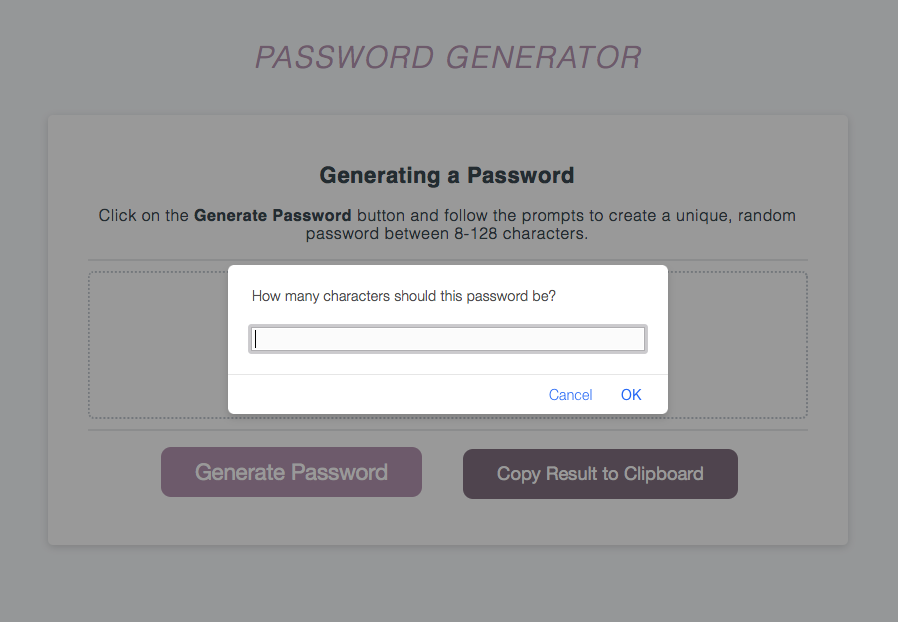 PASSWORD GENERATOR
Generating a Password
Click on the Generate Password button and follow the prompts to create a unique, random
password between 8-128 characters.
How many characters should this password be?
Cancel OK
Generate Password Copy Result to Clipboard